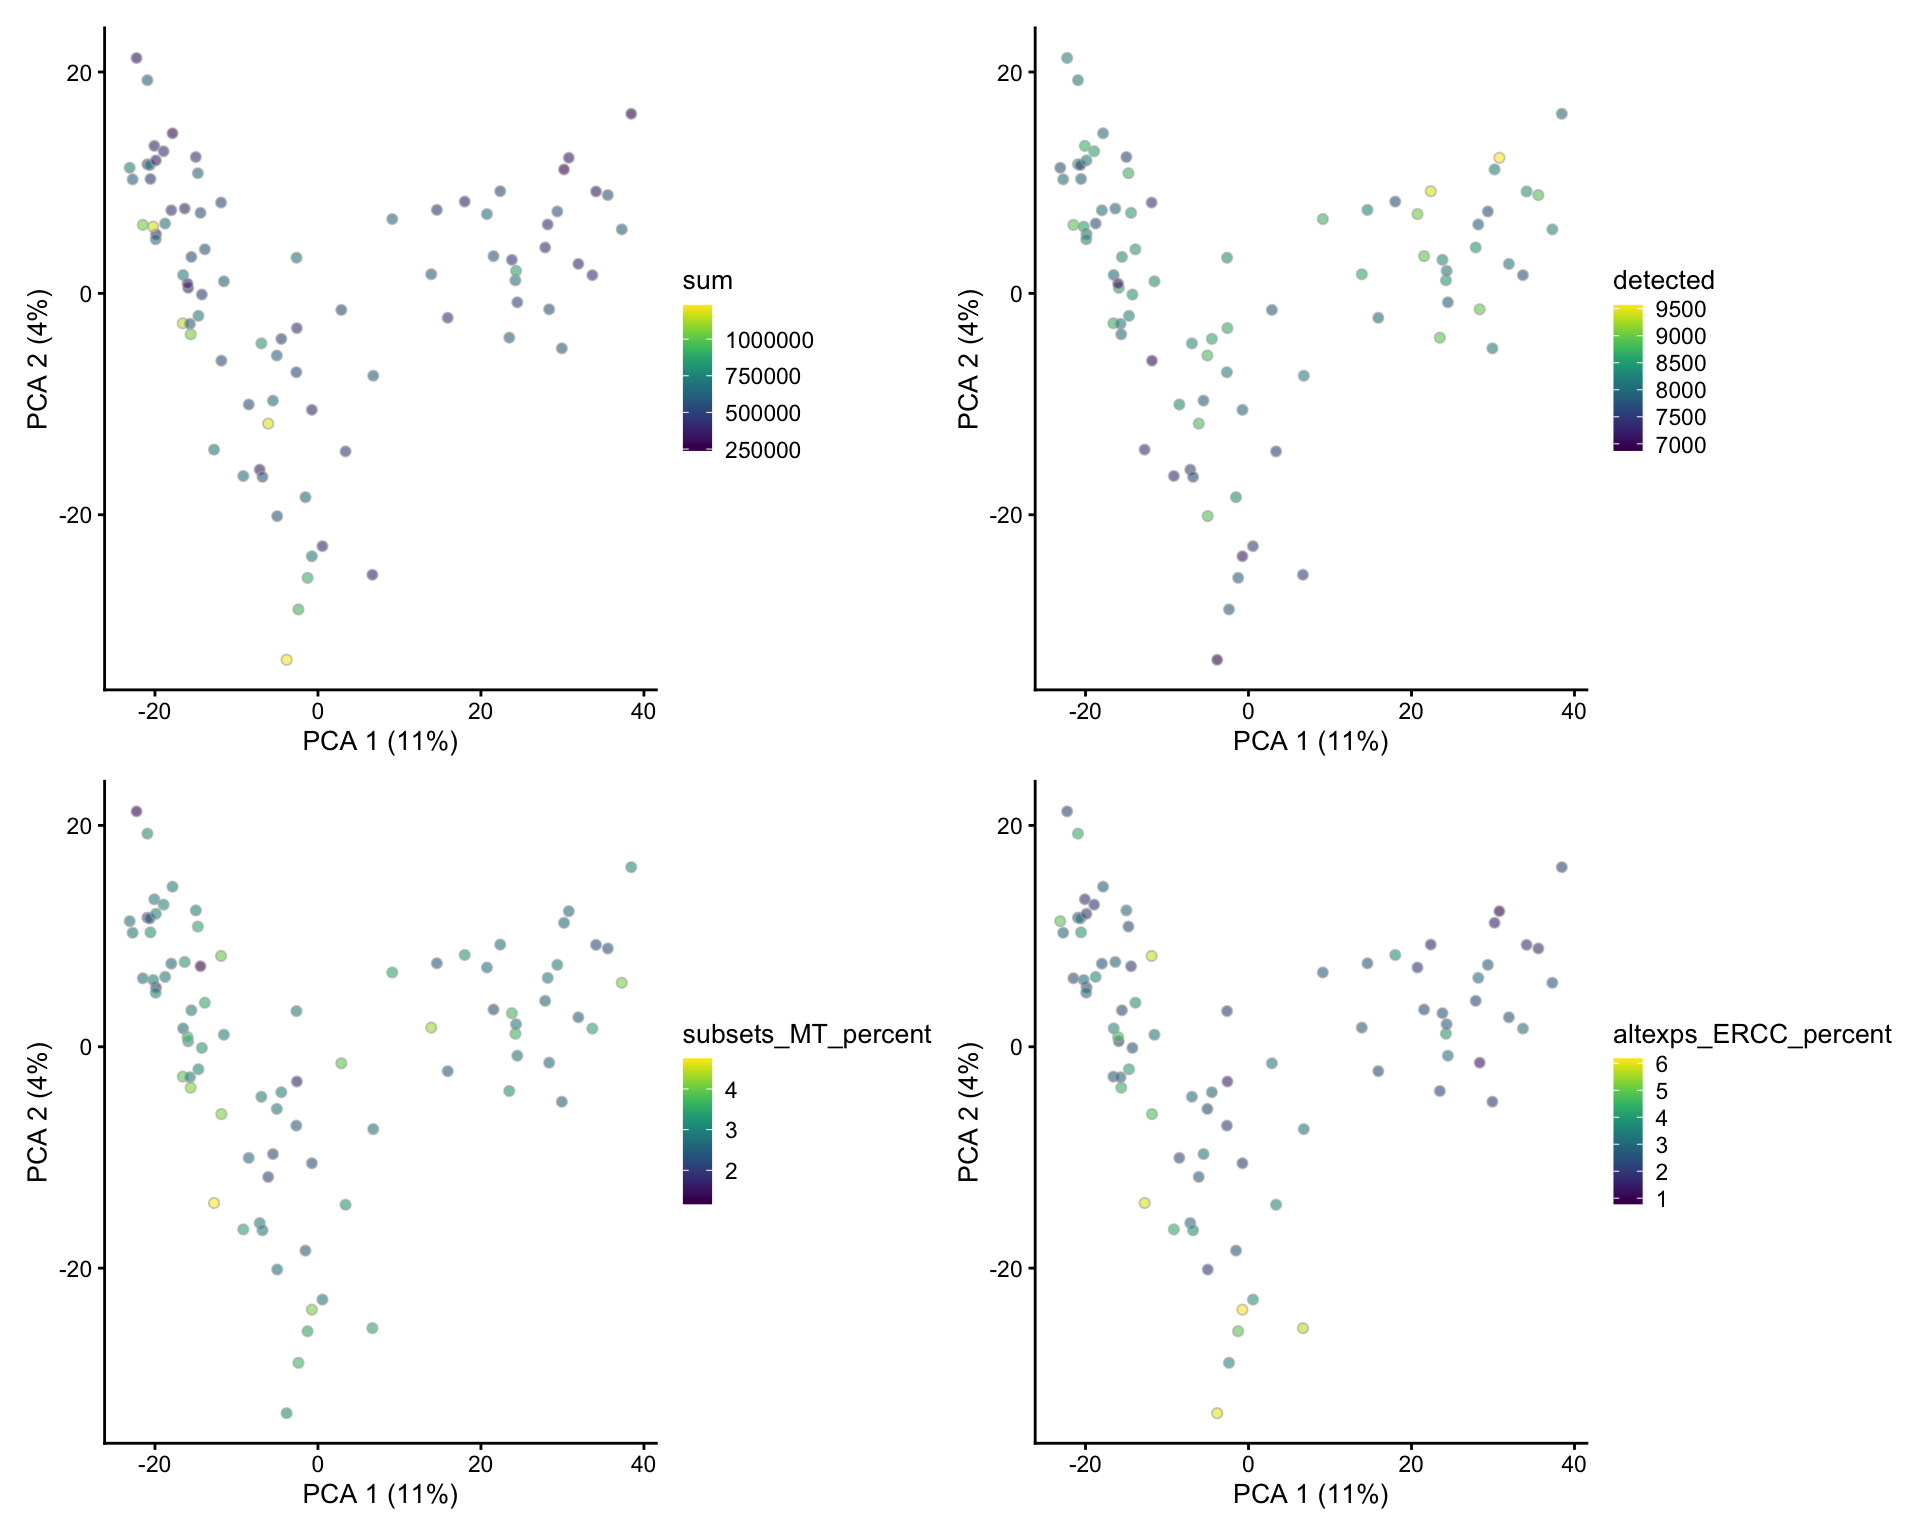 20
0
-20
PCA 2 (4%)
-20 0 20 40
PCA 1 (11%)
sum
1000000
750000
500000
250000
20
0
-20
PCA 2 (4%)
-20 0 20 40
PCA 1 (11%)
detected
9500
9000
8500
8000
7500
7000
20
0
-20
PCA 2 (4%)
-20 0 20 40
PCA 1 (11%)
subsets_MT_percent
4
3
2
20
0
-20
PCA 2 (4%)
-20 0 20 40
PCA 1 (11%)
altexps_ERCC_percent
6
5
4
3
2
1